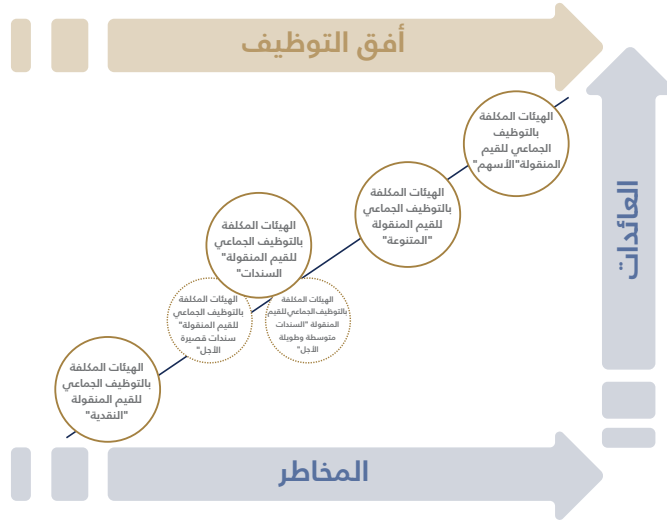 أفق التوظيف
الهيئات المكلفة
بالتوظيف
الجماعي للقيم
المنقولة"الأسهم"
العائدات
الهيئات المكلفة
بالتوظيف الجماعي
للقيم المنقولة
"المتنوعة"
الهيئات المكلفة
بالتوظيف الجماعي
للقيم المنقولة"
السندات"
الهيئات المكلفة
بالتوظيف الجماعي للقيم
المنقولة "السندات
متوسطة وطويلة
الأجل"
الهيئات المكلفة
بالتوظيف الجماعي
للقيم المنقولة"
سندات قصيرة
الأجل"
الهيئات المكلفة
بالتوظيف الجماعي
للقيم المنقولة
"النقدية"
المخاطر